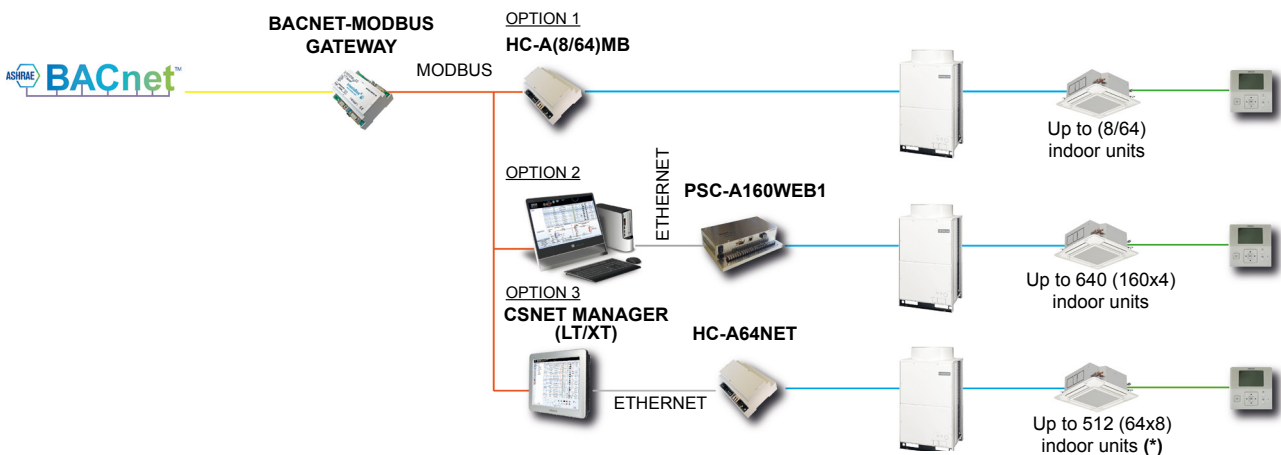 ASHRAE BACnet™
BACNET-MODBUS
GATEWAY
MODBUS
OPTION 1
HC-A(8/64)MB
Up to (8/64)
indoor units
OPTION 2
ETHERNET
PSC-A160WEB1
Up to 640 (160x4)
indoor units
OPTION 3
CSNET MANAGER
(LT/XT)
ETHERNET
HC-A64NET
Up to 512 (64x8)
indoor units (*)